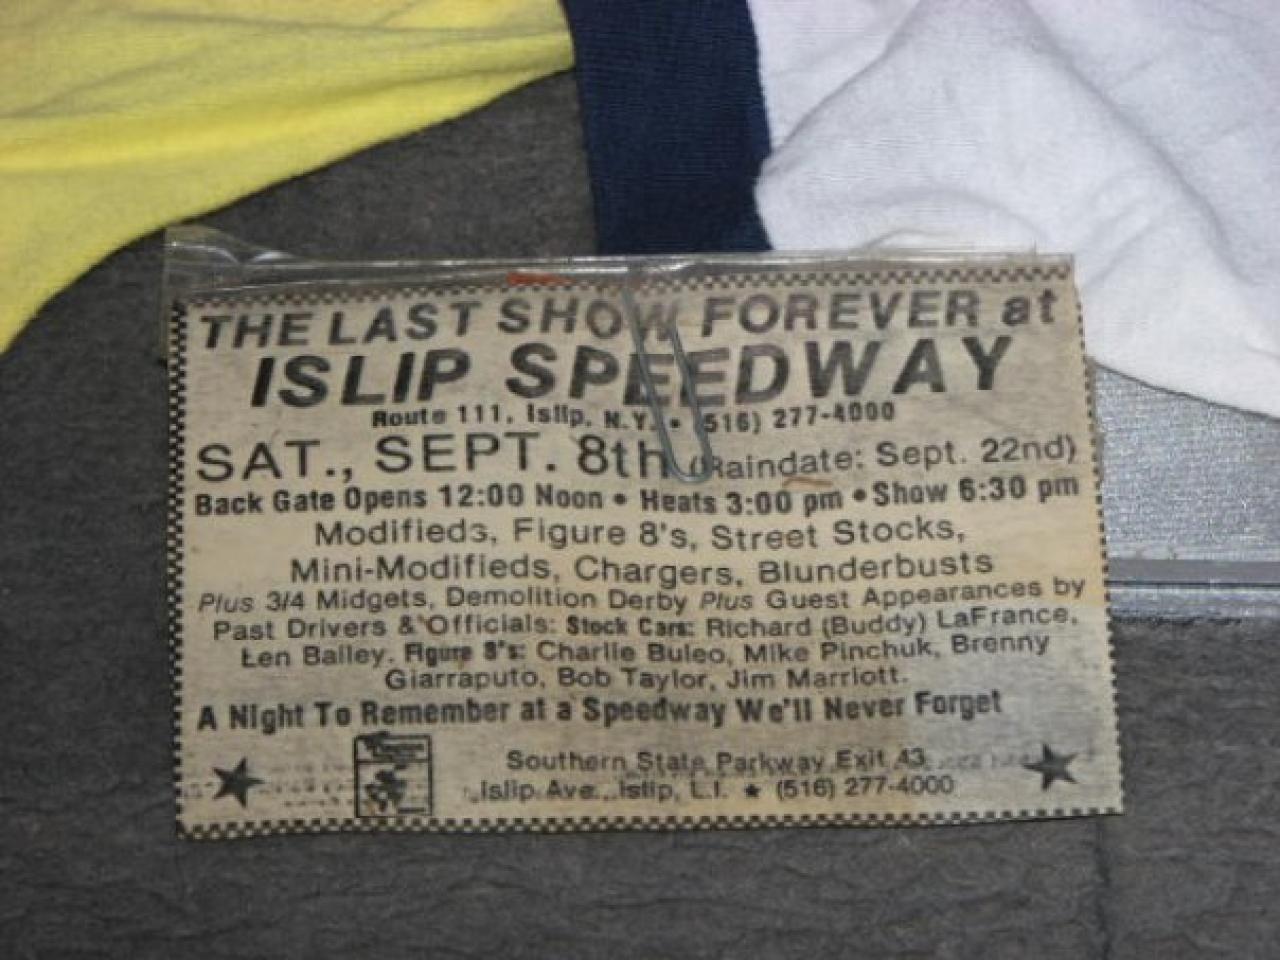 THE LAST SHOW FOREVER at
ISLIP SPEEDWAY
Route 111, Islip, N.Y. • (516) 277-4000
SAT., SEPT. 8th (Raindate: Sept. 22nd)
Back Gate Opens 12:00 Noon • Heats 3:00 pm • Show 6:30 pm
Modifieds, Figure 8's, Street Stocks,
Mini-Modifieds, Chargers, Blunderbusts
Plus 3/4 Midgets, Demolition Derby Plus Guest Appearances by
Past Drivers & Officials: Stock Cars: Richard (Buddy) LaFrance,
Len Bailey. Figure 8's: Charlie Buleo, Mike Pinchuk, Brenny
Giarraputo, Bob Taylor, Jim Marriott.
A Night To Remember at a Speedway We'll Never Forget
Southern State Parkway Exit 43
Islip Ave., Islip, L.I. ★ (516) 277-4000